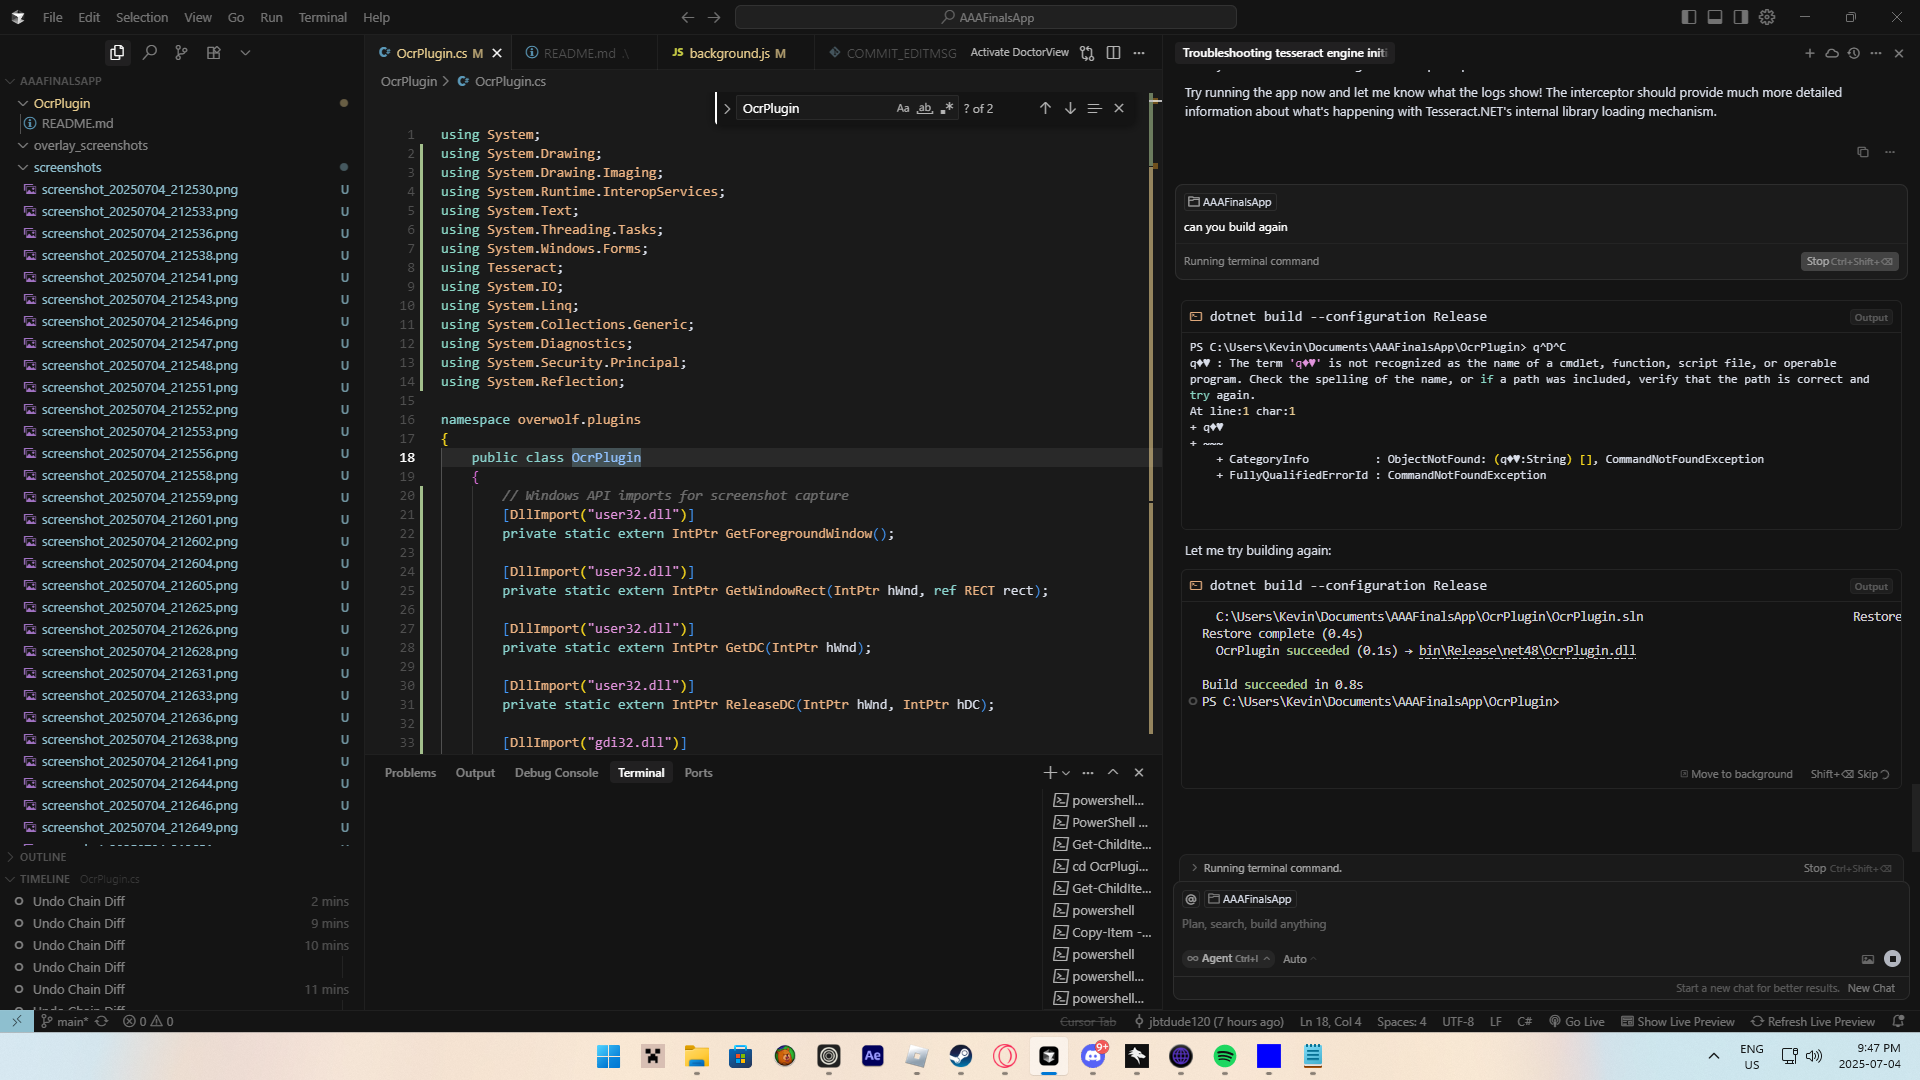 File Edit Selection View Go Run Terminal Help
AAAFinalsApp
AAAFINALSAPP
OcrPlugin
README.md
overlay_screenshots
screenshots
screenshot_20250704_212530.png U
screenshot_20250704_212533.png U
screenshot_20250704_212536.png U
screenshot_20250704_212538.png U
screenshot_20250704_212541.png U
screenshot_20250704_212543.png U
screenshot_20250704_212546.png U
screenshot_20250704_212547.png U
screenshot_20250704_212548.png U
screenshot_20250704_212551.png U
screenshot_20250704_212552.png U
screenshot_20250704_212553.png U
screenshot_20250704_212556.png U
screenshot_20250704_212558.png U
screenshot_20250704_212559.png U
screenshot_20250704_212601.png U
screenshot_20250704_212602.png U
screenshot_20250704_212604.png U
screenshot_20250704_212605.png U
screenshot_20250704_212625.png U
screenshot_20250704_212626.png U
screenshot_20250704_212628.png U
screenshot_20250704_212631.png U
screenshot_20250704_212633.png U
screenshot_20250704_212636.png U
screenshot_20250704_212638.png U
screenshot_20250704_212641.png U
screenshot_20250704_212644.png U
screenshot_20250704_212646.png U
screenshot_20250704_212649.png U
OUTLINE
TIMELINE OcrPlugin.cs
Undo Chain Diff 2 mins
Undo Chain Diff 9 mins
Undo Chain Diff 10 mins
Undo Chain Diff
Undo Chain Diff 11 mins
OcrPlugin.cs M README.md .\ JS background.js M COMMIT_EDITMSG Activate DoctorView
OcrPlugin > OcrPlugin.cs
OcrPlugin Aa ab .* ? of 2
1 using System;
2 using System.Drawing;
3 using System.Drawing.Imaging;
4 using System.Runtime.InteropServices;
5 using System.Text;
6 using System.Threading.Tasks;
7 using System.Windows.Forms;
8 using Tesseract;
9 using System.IO;
10 using System.Linq;
11 using System.Collections.Generic;
12 using System.Diagnostics;
13 using System.Security.Principal;
14 using System.Reflection;
15
16 namespace overwolf.plugins
17 {
18 public class OcrPlugin
19 {
20 // Windows API imports for screenshot capture
21 [DllImport("user32.dll")]
22 private static extern IntPtr GetForegroundWindow();
23
24 [DllImport("user32.dll")]
25 private static extern IntPtr GetWindowRect(IntPtr hWnd, ref RECT rect);
26
27 [DllImport("user32.dll")]
28 private static extern IntPtr GetDC(IntPtr hWnd);
29
30 [DllImport("user32.dll")]
31 private static extern IntPtr ReleaseDC(IntPtr hWnd, IntPtr hDC);
32
33 [DllImport("gdi32.dll")]
Problems Output Debug Console Terminal Ports
powershell...
PowerShell ...
Get-ChildIte...
cd OcrPlugi...
Get-ChildIte...
powershell
Copy-Item -...
powershell
powershell...
powershell...
Troubleshooting tesseract engine initi
Try running the app now and let me know what the logs show! The interceptor should provide much more detailed
information about what's happening with Tesseract.NET's internal library loading mechanism.
AAAFinalsApp
can you build again
Running terminal command Stop Ctrl+Shift+⌫
dotnet build --configuration Release Output
PS C:\Users\Kevin\Documents\AAAFinalsApp\OcrPlugin> q^D^C
q♦♥ : The term 'q♦♥' is not recognized as the name of a cmdlet, function, script file, or operable
program. Check the spelling of the name, or if a path was included, verify that the path is correct and
try again.
At line:1 char:1
+ q♦♥
+ ~~~
+ CategoryInfo : ObjectNotFound: (q♦♥:String) [], CommandNotFoundException
+ FullyQualifiedErrorId : CommandNotFoundException
Let me try building again:
dotnet build --configuration Release Output
C:\Users\Kevin\Documents\AAAFinalsApp\OcrPlugin\OcrPlugin.sln Restore
Restore complete (0.4s)
OcrPlugin succeeded (0.1s) → bin\Release\net48\OcrPlugin.dll
Build succeeded in 0.8s
PS C:\Users\Kevin\Documents\AAAFinalsApp\OcrPlugin>
Move to background Shift+⌫ Skip
Running terminal command. Stop Ctrl+Shift+⌫
@ AAAFinalsApp
Plan, search, build anything
∞ Agent Ctrl+I Auto
Start a new chat for better results. New Chat
main* 0 0 Cursor Tab jbtdude120 (7 hours ago) Ln 18, Col 4 Spaces: 4 UTF-8 LF C# Go Live Show Live Preview Refresh Live Preview
Ae 9+
ENG
US
9:47 PM
2025-07-04